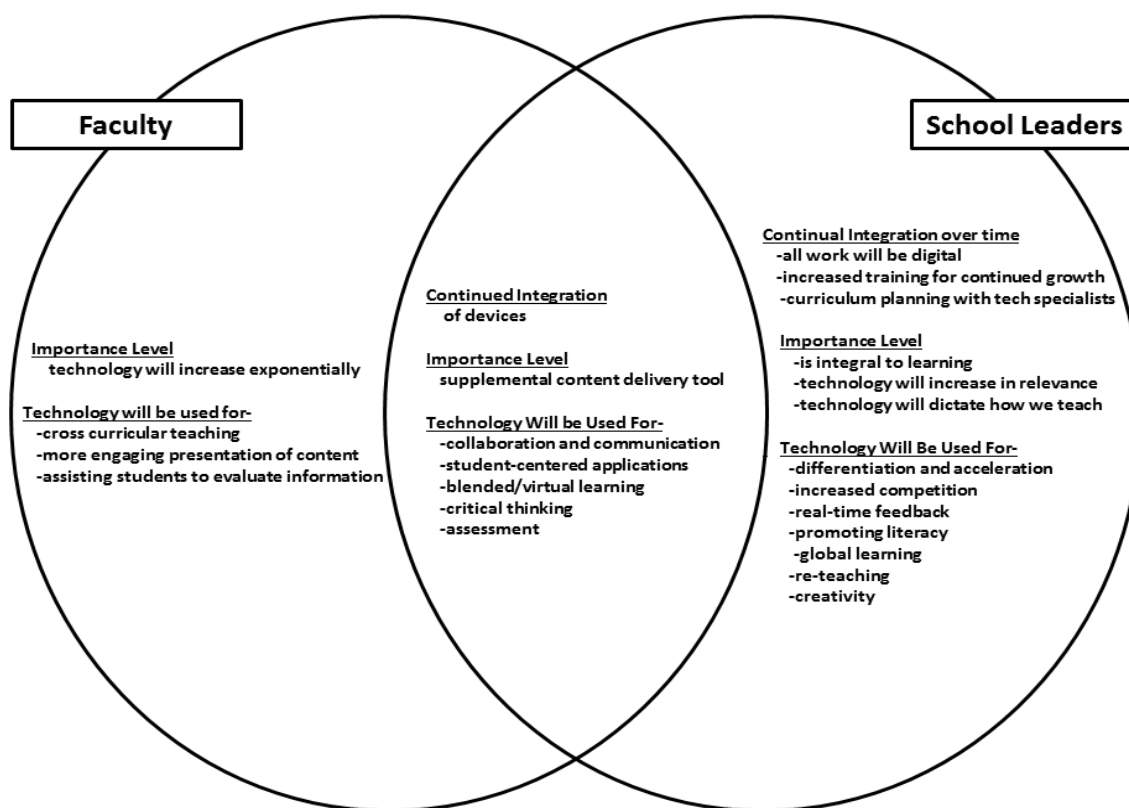 Faculty
School Leaders
Importance Level
technology will increase exponentially
Technology will be used for-
-cross curricular teaching
-more engaging presentation of content
-assisting students to evaluate information
Continued Integration
of devices
Importance Level
supplemental content delivery tool
Technology Will be Used For-
-collaboration and communication
-student-centered applications
-blended/virtual learning
-critical thinking
-assessment
Continual Integration over time
-all work will be digital
-increased training for continued growth
-curriculum planning with tech specialists
Importance Level
-is integral to learning
-technology will increase in relevance
-technology will dictate how we teach
Technology Will Be Used For-
-differentiation and acceleration
-increased competition
-real-time feedback
-promoting literacy
-global learning
-re-teaching
-creativity